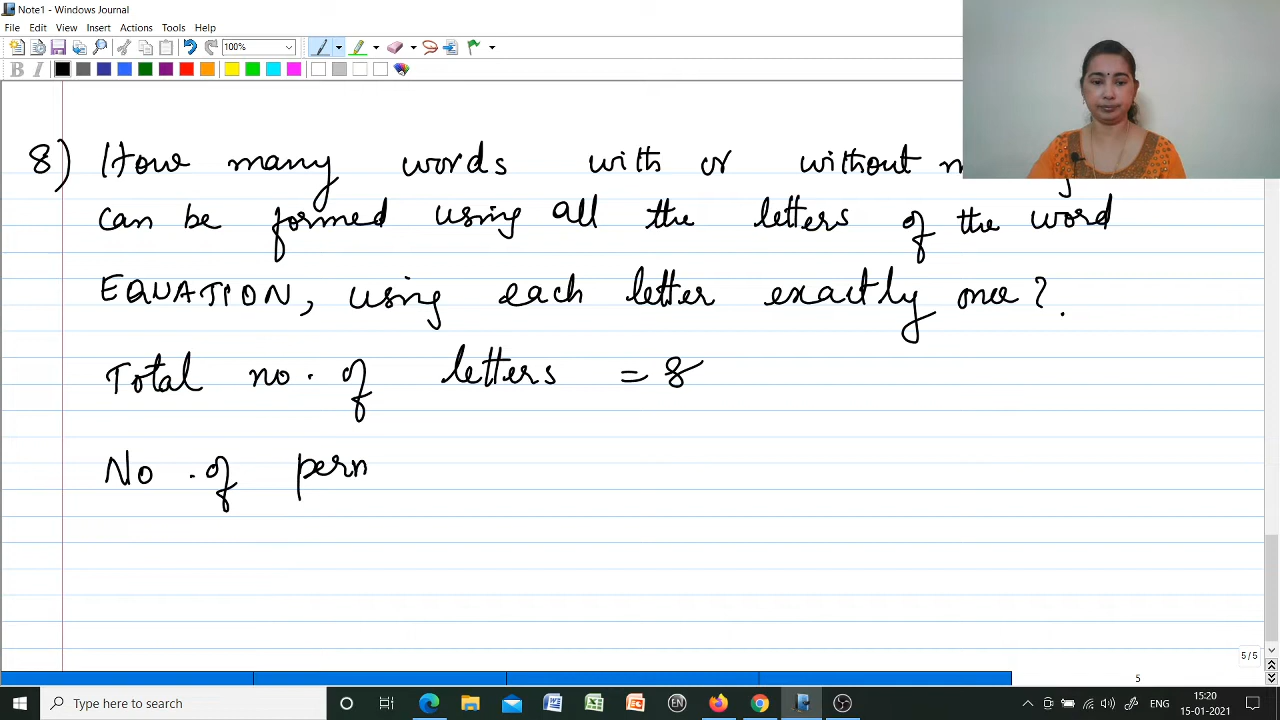 Note1 - Windows Journal
File Edit View Insert Actions Tools Help
100%
B I
8) How many words with or without
can be formed using all the letters of the word
EQUATION, using each letter exactly once?
Total no. of letters = 8
No. of perm
5/5
5
Type here to search
ENG
15:20
15-01-2021